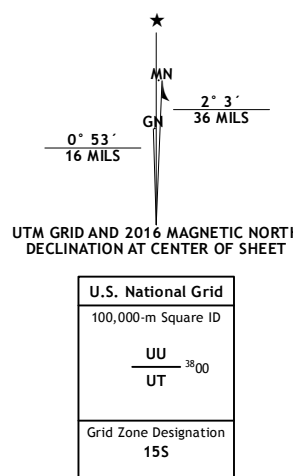 ★
MN
2° 3´
36 MILS
GN
0° 53´
16 MILS
UTM GRID AND 2016 MAGNETIC NORTH
DECLINATION AT CENTER OF SHEET
U.S. National Grid
100,000-m Square ID
UU
3800
UT
Grid Zone Designation
15S